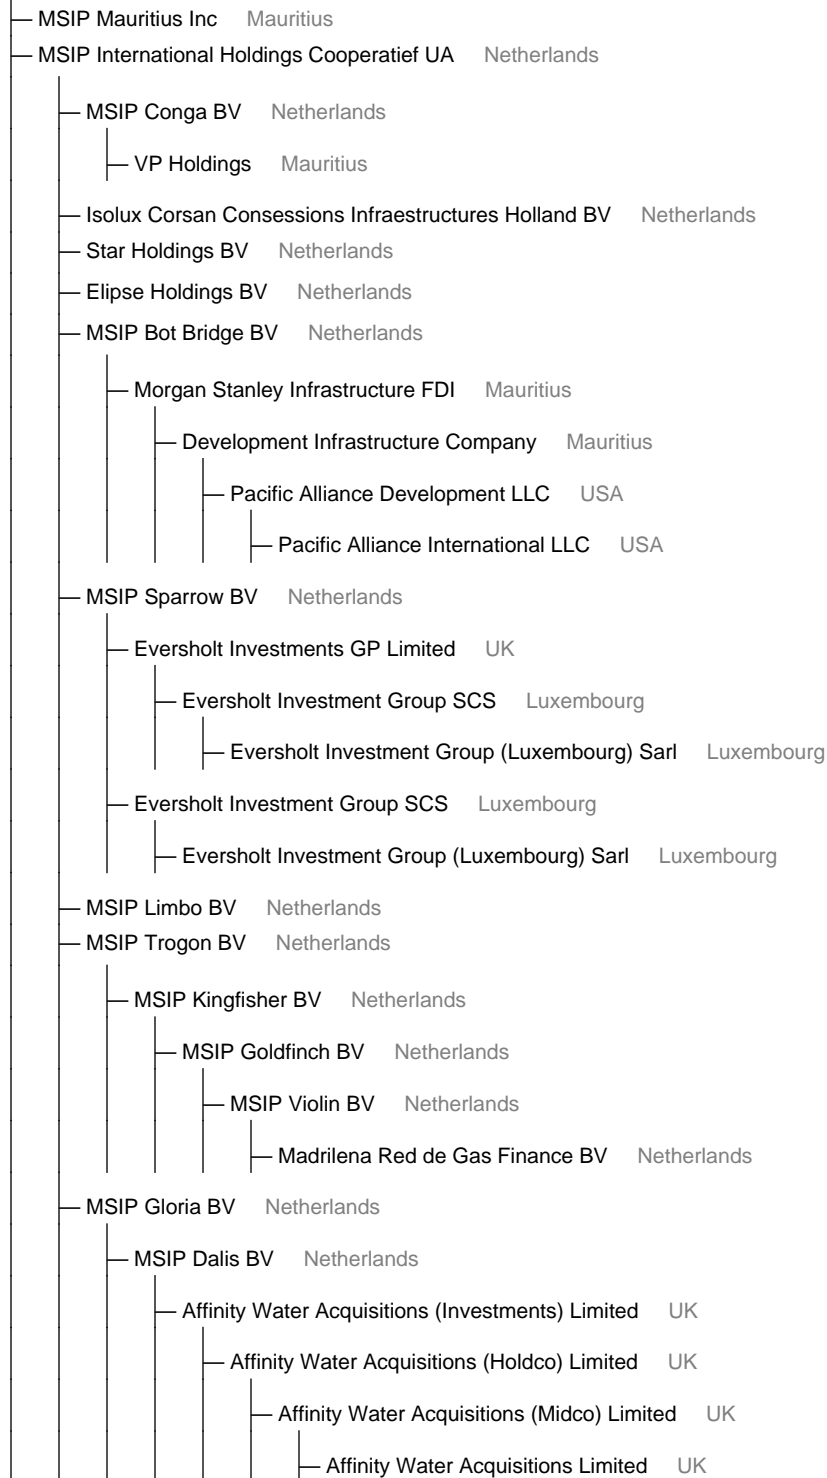 MSIP Mauritius Inc Mauritius
MSIP International Holdings Cooperatief UA Netherlands
MSIP Conga BV Netherlands
VP Holdings Mauritius
Isolux Corsan Consessions Infraestructures Holland BV Netherlands
Star Holdings BV Netherlands
Elipse Holdings BV Netherlands
MSIP Bot Bridge BV Netherlands
Morgan Stanley Infrastructure FDI Mauritius
Development Infrastructure Company Mauritius
Pacific Alliance Development LLC USA
Pacific Alliance International LLC USA
MSIP Sparrow BV Netherlands
Eversholt Investments GP Limited UK
Eversholt Investment Group SCS Luxembourg
Eversholt Investment Group (Luxembourg) Sarl Luxembourg
Eversholt Investment Group SCS Luxembourg
Eversholt Investment Group (Luxembourg) Sarl Luxembourg
MSIP Limbo BV Netherlands
MSIP Trogon BV Netherlands
MSIP Kingfisher BV Netherlands
MSIP Goldfinch BV Netherlands
MSIP Violin BV Netherlands
Madrilena Red de Gas Finance BV Netherlands
MSIP Gloria BV Netherlands
MSIP Dalis BV Netherlands
Affinity Water Acquisitions (Investments) Limited UK
Affinity Water Acquisitions (Holdco) Limited UK
Affinity Water Acquisitions (Midco) Limited UK
Affinity Water Acquisitions Limited UK